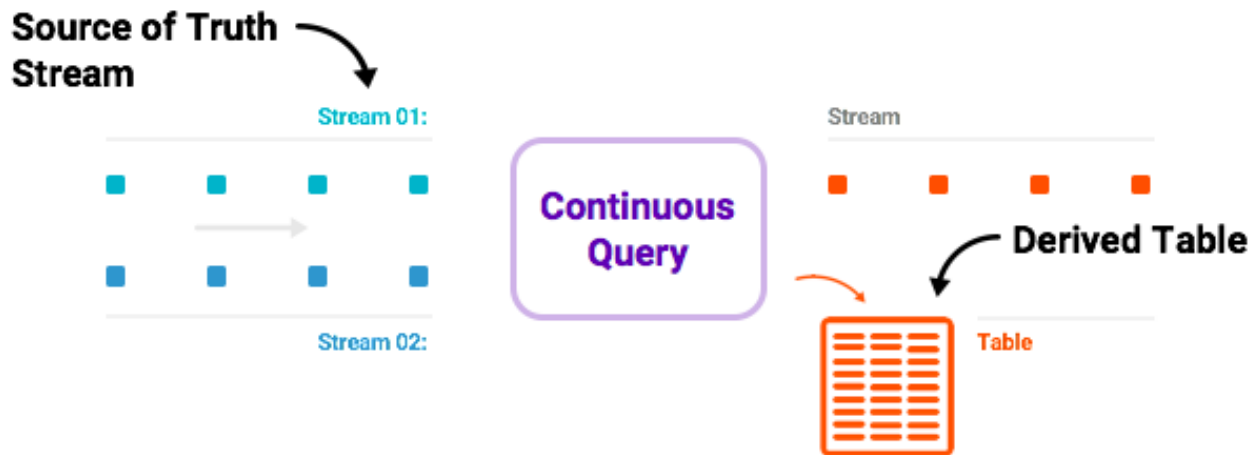 Source of Truth
Stream
Stream 01:
Stream
Continuous
Query
Derived Table
Stream 02:
Table